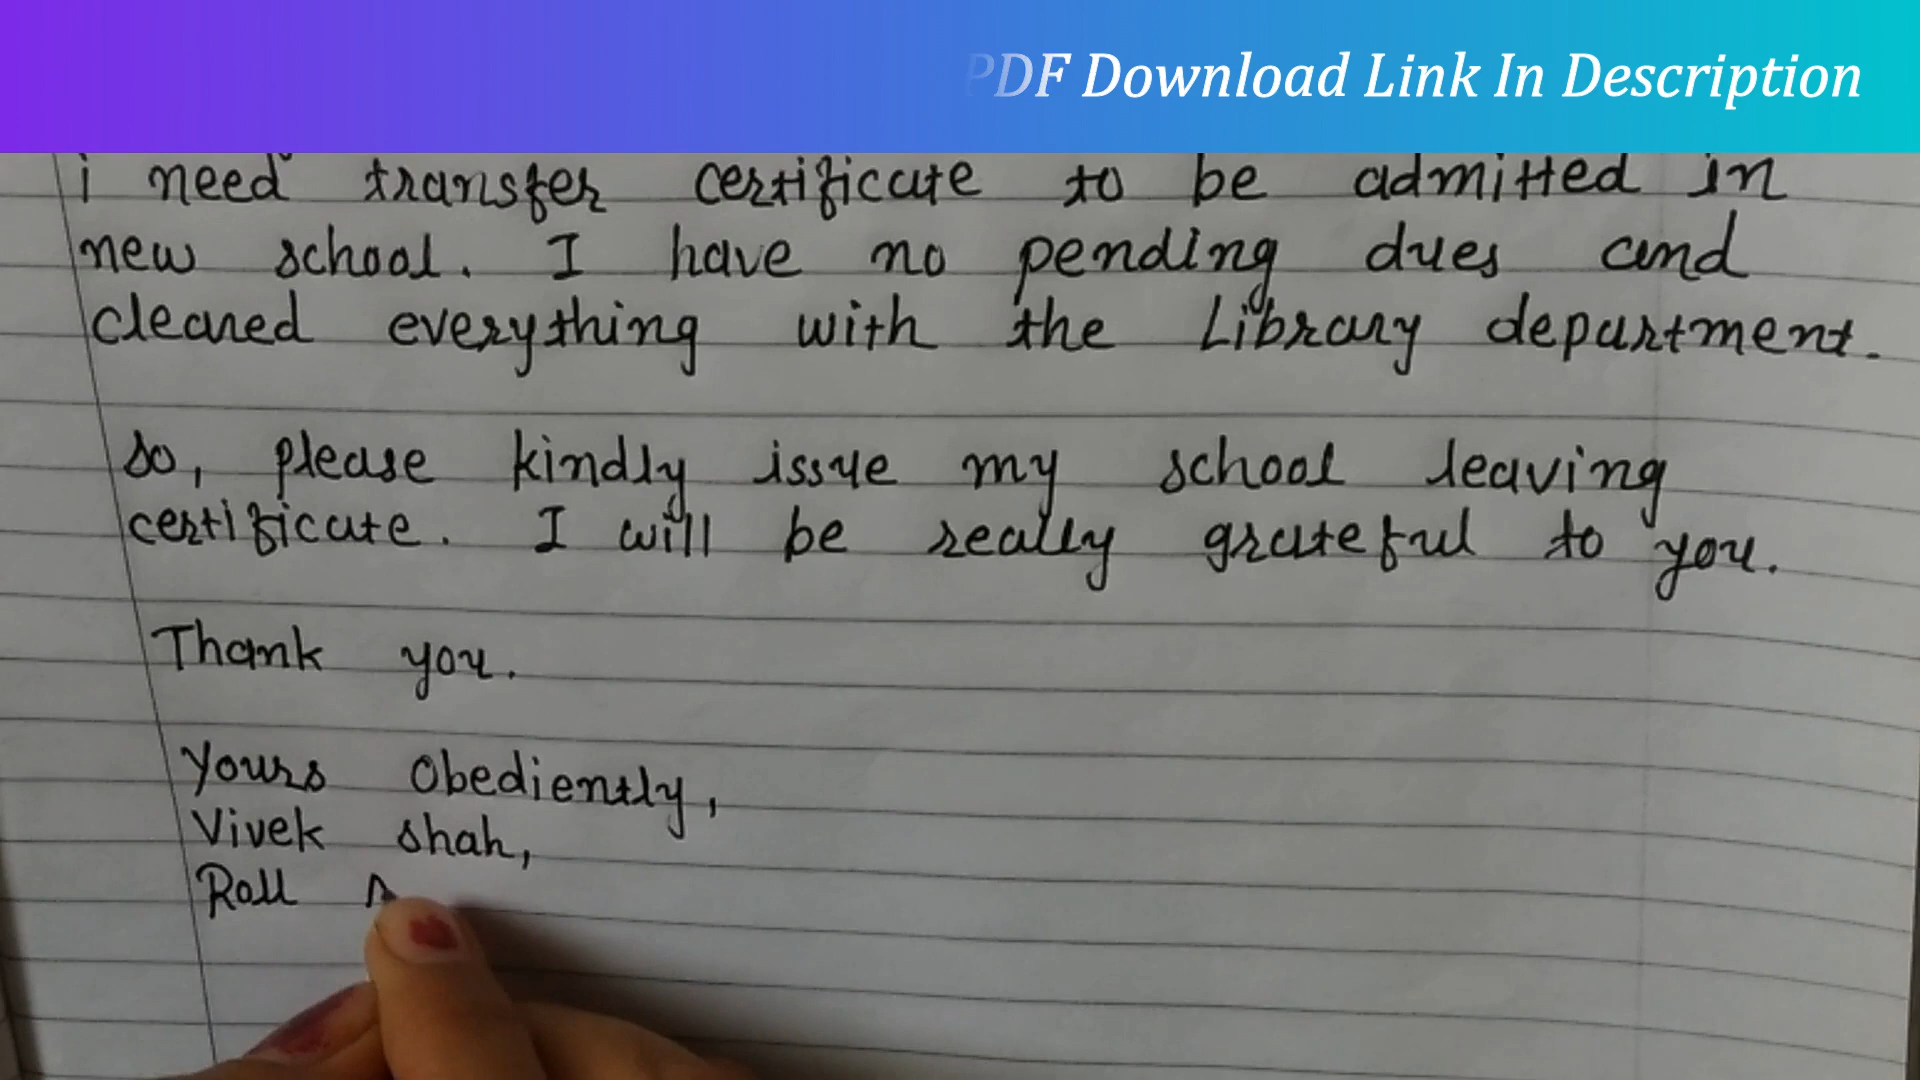 PDF Download Link In Description
i need transfer certificate to be admitted in
new school. I have no pending dues and
cleared everything with the Library department.
so, please kindly issue my school leaving
certificate. I will be really grateful to you.
Thank you.
Yours Obediently,
Vivek shah,
Roll